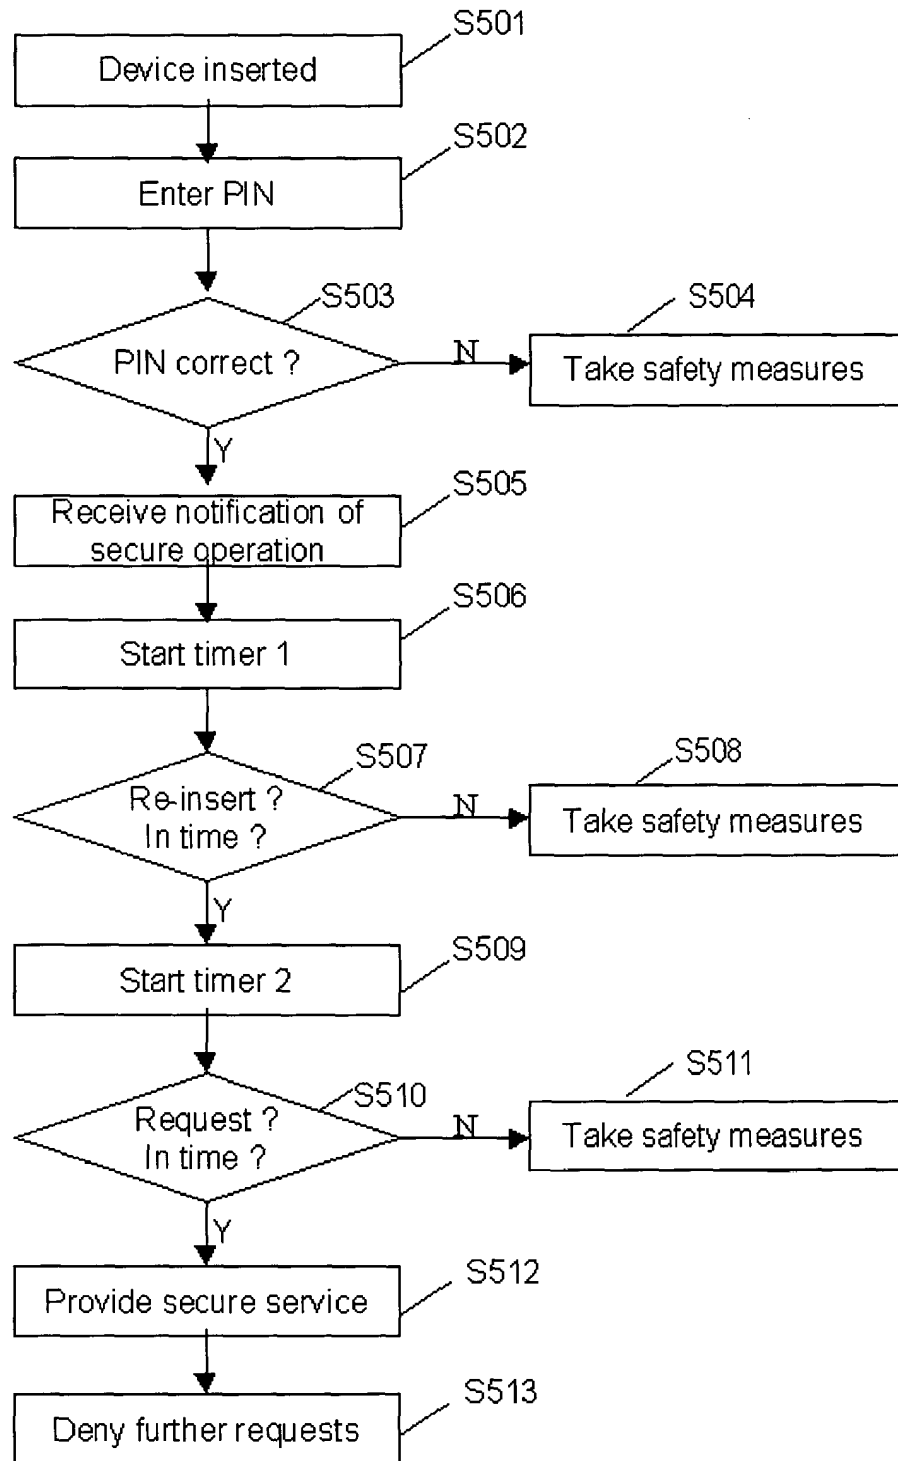 S501
Device inserted
S502
Enter PIN
S503
PIN correct ?
N
S504
Take safety measures
Y
S505
Receive notification of
secure operation
S506
Start timer 1
S507
Re-insert ?
In time ?
N
S508
Take safety measures
Y
S509
Start timer 2
S510
Request ?
In time ?
N
S511
Take safety measures
Y
S512
Provide secure service
S513
Deny further requests